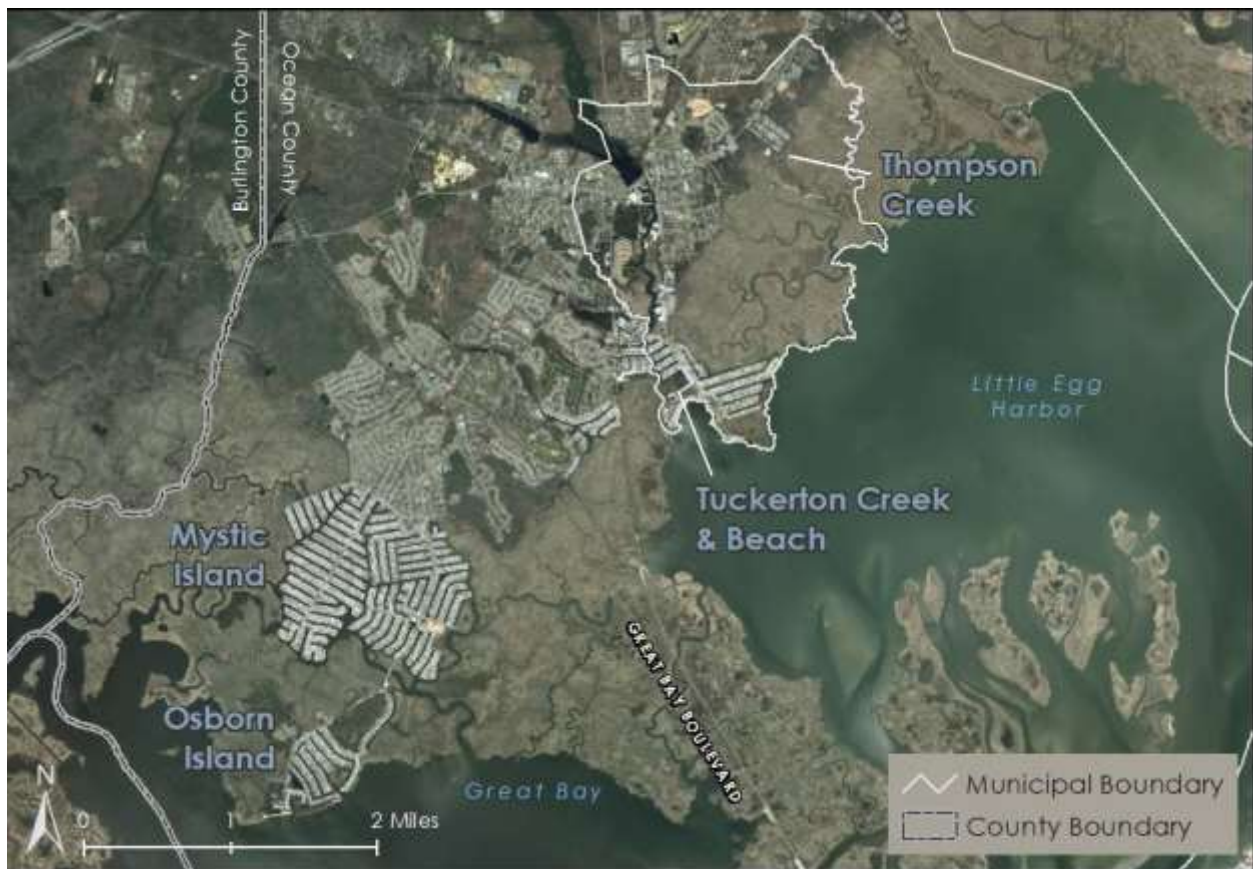 Burlington County
Ocean County
Thompson
Creek
Little Egg
Harbor
Tuckerton Creek
& Beach
Mystic
Island
GREAT BAY BOULEVARD
Osborn
Island
Great Bay
N
0 1 2 Miles
Municipal Boundary
County Boundary